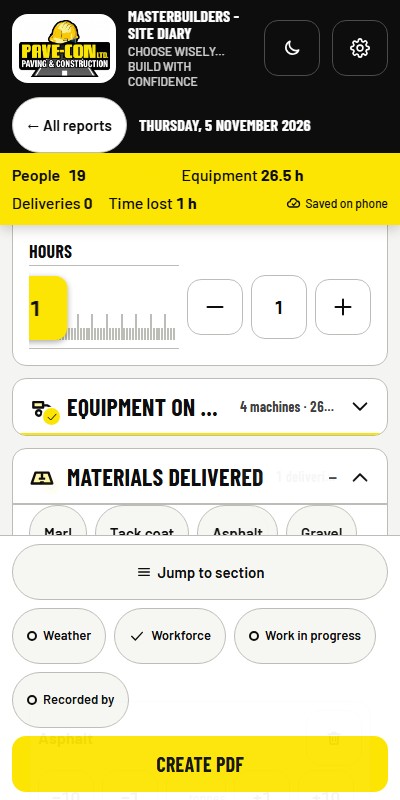 PAVE-CON LTD.
PAVING & CONSTRUCTION
MASTERBUILDERS -
SITE DIARY
CHOOSE WISELY...
BUILD WITH
CONFIDENCE
← All reports
THURSDAY, 5 NOVEMBER 2026
People 19
Equipment 26.5 h
Deliveries 0
Time lost 1 h
Saved on phone
HOURS
1
1
EQUIPMENT ON ...
4 machines · 26...
MATERIALS DELIVERED
–
Marl
Tack coat
Asphalt
Gravel
Jump to section
Weather
Workforce
Work in progress
Recorded by
Asphalt
CREATE PDF